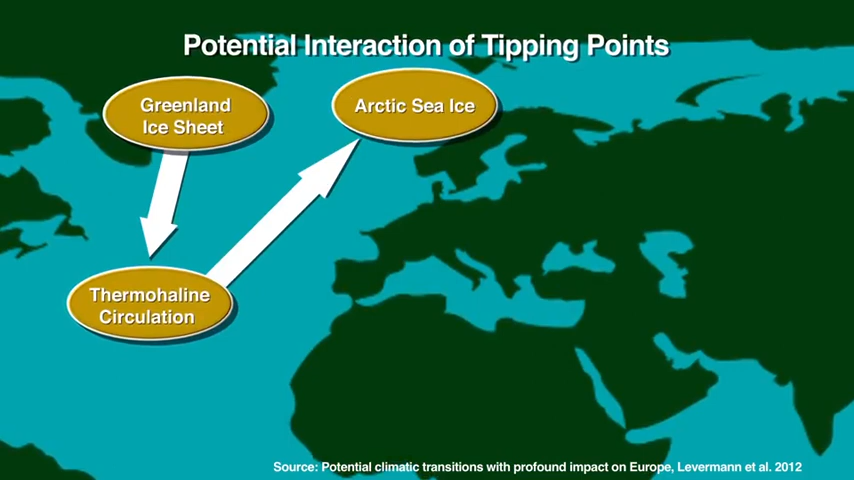 Potential Interaction of Tipping Points
Greenland
Ice Sheet
Arctic Sea Ice
Thermohaline
Circulation
Source: Potential climatic transitions with profound impact on Europe, Levermann et al. 2012